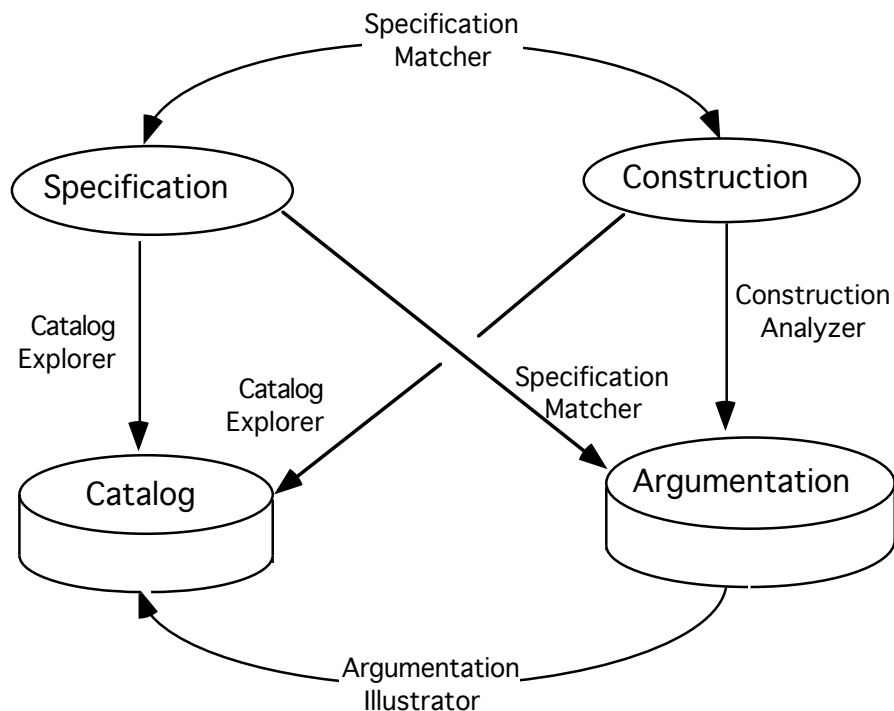 Specification
Matcher
Specification
Construction
Catalog
Explorer
Construction
Analyzer
Catalog
Explorer
Specification
Matcher
Catalog
Argumentation
Argumentation
Illustrator